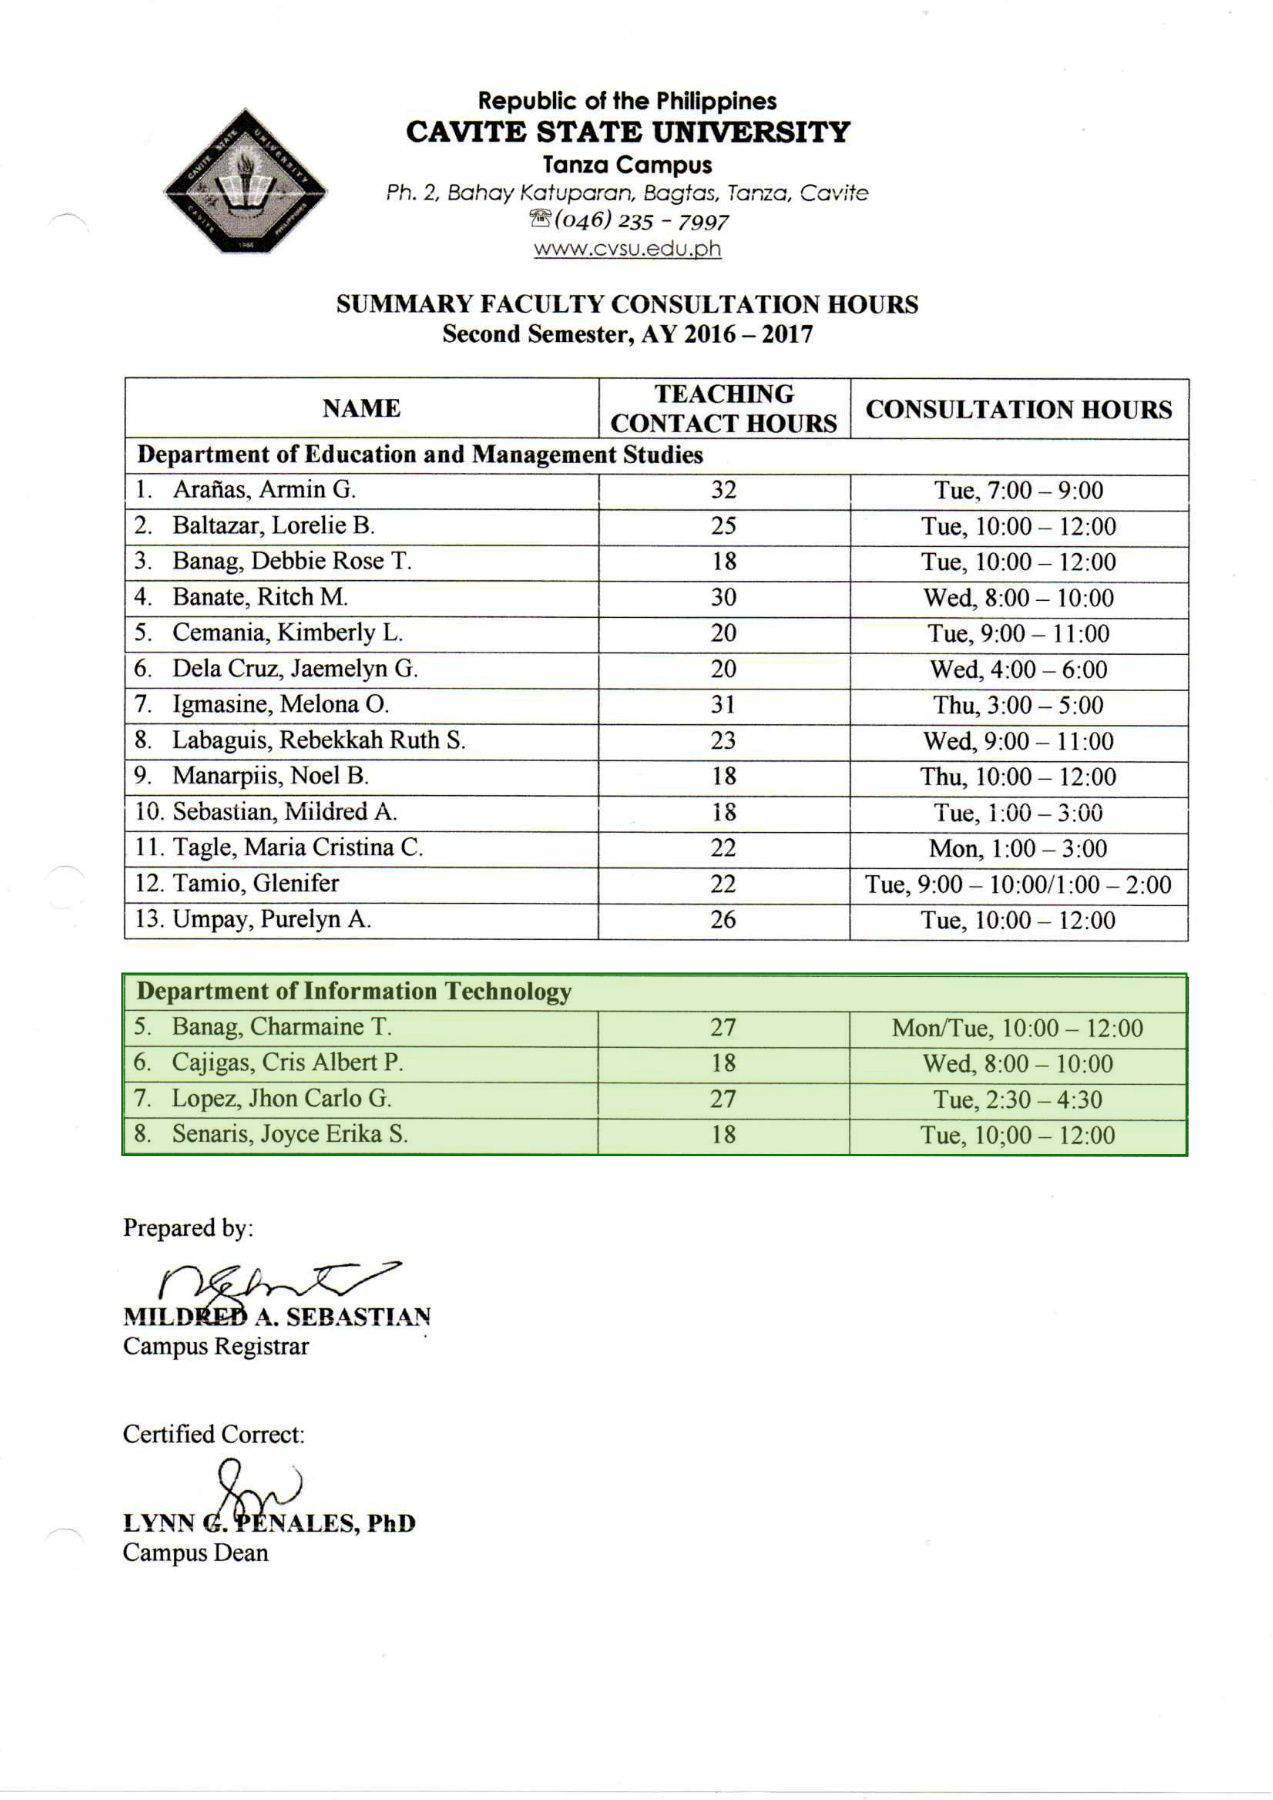 Republic of the Philippines
CAVITE STATE UNIVERSITY
Tanza Campus
Ph. 2, Bahay Katuparan, Bagtas, Tanza, Cavite
☏(046) 235 – 7997
www.cvsu.edu.ph
CAVITE STATE UNIVERSITY
CAVITE PHILIPPINES
SUMMARY FACULTY CONSULTATION HOURS
Second Semester, AY 2016 – 2017
NAME TEACHING CONTACT HOURS CONSULTATION HOURS
Department of Education and Management Studies
1. Arañas, Armin G. 32 Tue, 7:00 – 9:00
2. Baltazar, Lorelie B. 25 Tue, 10:00 – 12:00
3. Banag, Debbie Rose T. 18 Tue, 10:00 – 12:00
4. Banate, Ritch M. 30 Wed, 8:00 – 10:00
5. Cemania, Kimberly L. 20 Tue, 9:00 – 11:00
6. Dela Cruz, Jaemelyn G. 20 Wed, 4:00 – 6:00
7. Igmasine, Melona O. 31 Thu, 3:00 – 5:00
8. Labaguis, Rebekkah Ruth S. 23 Wed, 9:00 – 11:00
9. Manarpiis, Noel B. 18 Thu, 10:00 – 12:00
10. Sebastian, Mildred A. 18 Tue, 1:00 – 3:00
11. Tagle, Maria Cristina C. 22 Mon, 1:00 – 3:00
12. Tamio, Glenifer 22 Tue, 9:00 – 10:00/1:00 – 2:00
13. Umpay, Purelyn A. 26 Tue, 10:00 – 12:00
Department of Information Technology
5. Banag, Charmaine T. 27 Mon/Tue, 10:00 – 12:00
6. Cajigas, Cris Albert P. 18 Wed, 8:00 – 10:00
7. Lopez, Jhon Carlo G. 27 Tue, 2:30 – 4:30
8. Senaris, Joyce Erika S. 18 Tue, 10;00 – 12:00
Prepared by:
MILDRED A. SEBASTIAN
Campus Registrar
Certified Correct:
LYNN G. PENALES, PhD
Campus Dean